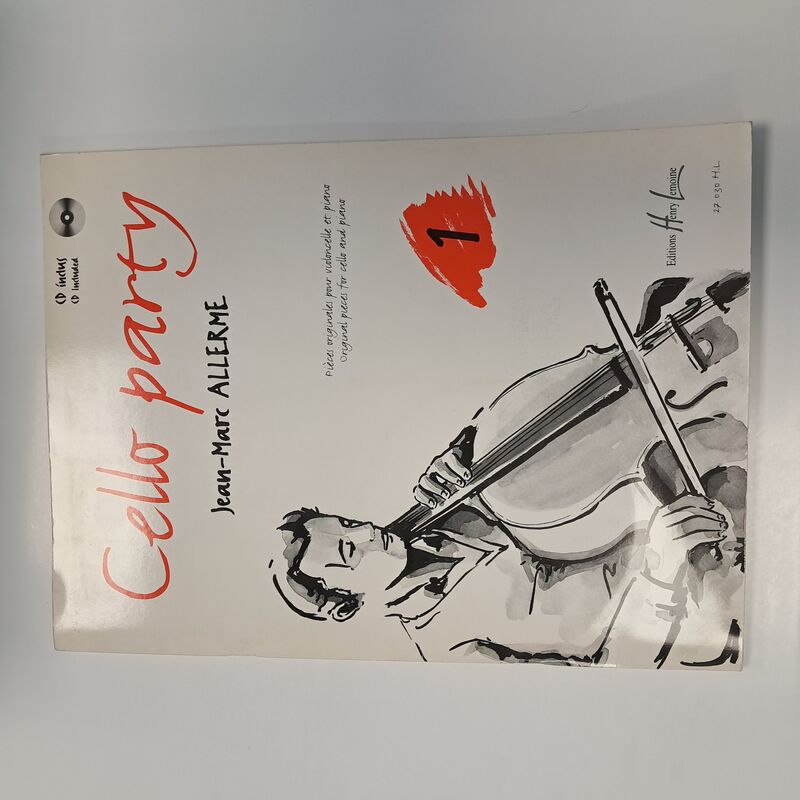 CD inclus
CD Included
Cello party
Jean-Marc ALLERME
Pièces originales pour violoncelle et piano
Original pieces for cello and piano
1
Editions Henry Lemoine
27 030 H.L.